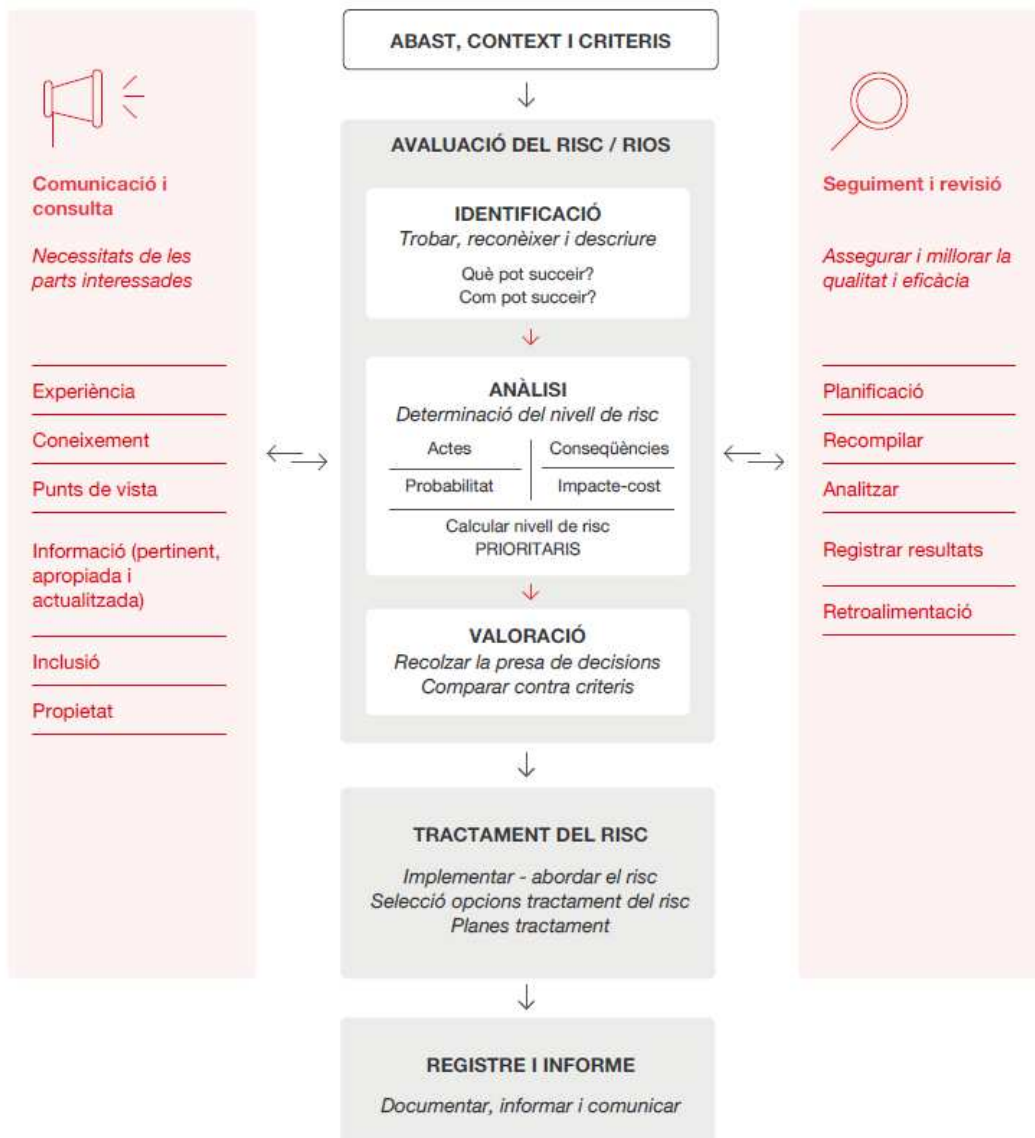 ABAST, CONTEXT I CRITERIS
Comunicació i
consulta
Necessitats de les
parts interessades
Experiència
Coneixement
Punts de vista
Informació (pertinent,
apropiada i
actualitzada)
Inclusió
Propietat
AVALUACIÓ DEL RISC / RIOS
IDENTIFICACIÓ
Trobar, reconèixer i descriure
Què pot succeir?
Com pot succeir?
ANÀLISI
Determinació del nivell de risc
Actes
Conseqüències
Probabilitat
Impacte-cost
Calcular nivell de risc
PRIORITARIS
VALORACIÓ
Recolzar la presa de decisions
Comparar contra criteris
TRACTAMENT DEL RISC
Implementar - abordar el risc
Selecció opcions tractament del risc
Planes tractament
REGISTRE I INFORME
Documentar, informar i comunicar
Seguiment i revisió
Assegurar i millorar la
qualitat i eficàcia
Planificació
Recompilar
Analitzar
Registrar resultats
Retroalimentació